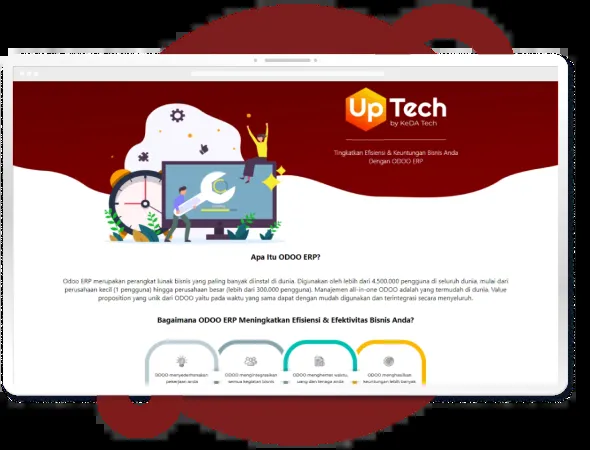 Up Tech
by KeDA Tech
Tingkatkan Efisiensi & Keuntungan Bisnis Anda
Dengan ODOO ERP
Apa Itu ODOO ERP?
Odoo ERP merupakan perangkat lunak bisnis yang paling banyak diinstal di dunia. Digunakan oleh lebih dari 4.500.000 pengguna di seluruh dunia, mulai dari
perusahaan kecil (1 pengguna) hingga perusahaan besar (lebih dari 300,000 pengguna). Manajemen all-in-one ODOO adalah yang termudah di dunia. Value
proposition yang unik dari ODOO yaitu pada waktu yang sama dapat dengan mudah digunakan dan terintegrasi secara menyeluruh.
Bagaimana ODOO ERP Meningkatkan Efisiensi & Efektivitas Bisnis Anda?
ODOO menyederhanakan
pekerjaan anda
ODOO mengintegrasikan
semua kegiatan bisnis
ODOO menghemat waktu,
uang dan tenaga anda
ODOO menghasilkan
keuntungan lebih banyak